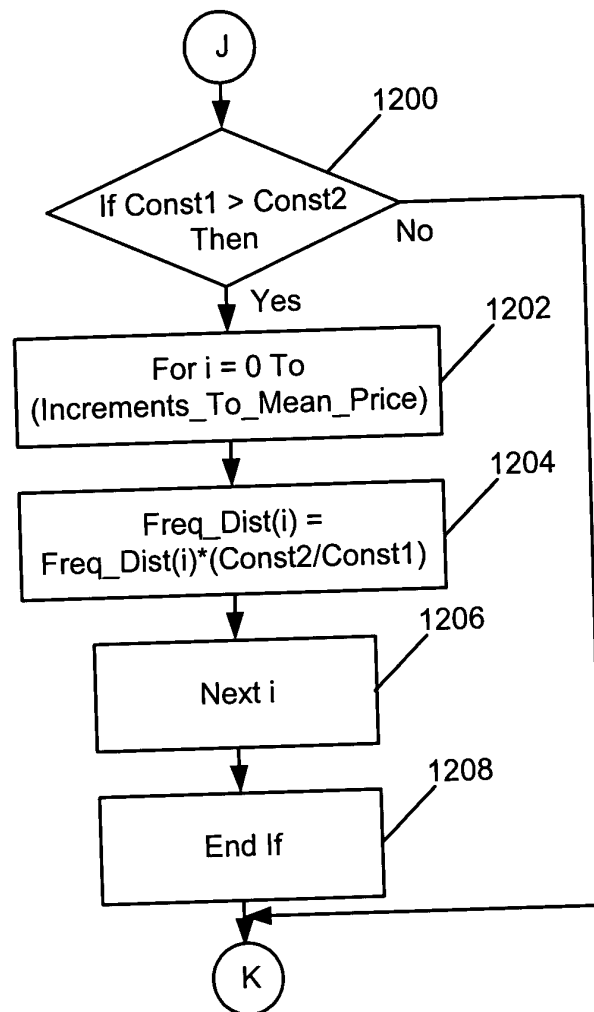 J
1200
If Const1 > Const2
Then
No
Yes
1202
For i = 0 To
(Increments_To_Mean_Price)
1204
Freq_Dist(i) =
Freq_Dist(i)*(Const2/Const1)
1206
Next i
1208
End If
K